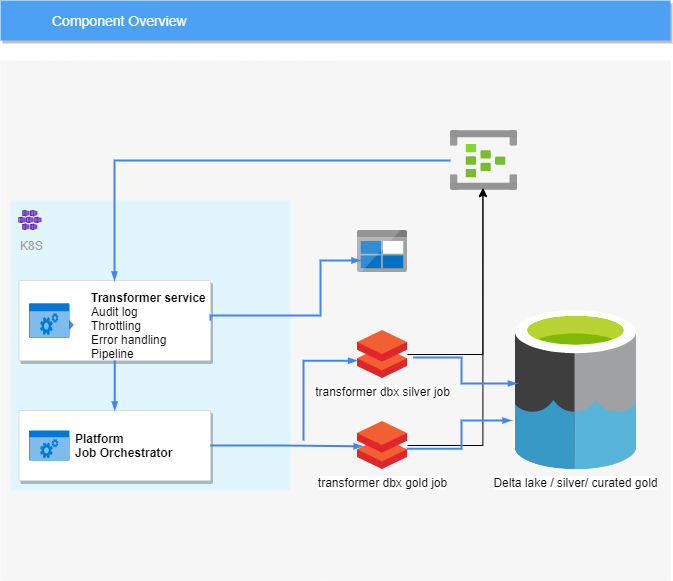 Component Overview
K8S
Transformer service
Audit log
Throttling
Error handling
Pipeline
Platform
Job Orchestrator
transformer dbx silver job
transformer dbx gold job
Delta lake / silver/ curated gold